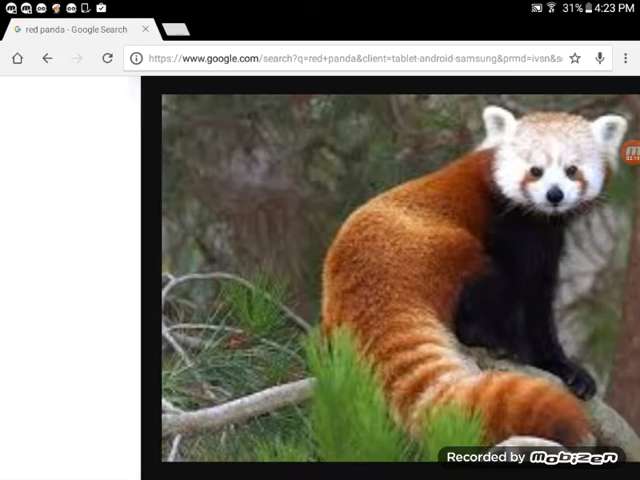 31% 4:23 PM
red panda - Google Search
https://www.google.com/search?q=red+panda&client=tablet-android-samsung&prmd=ivsn&s
Recorded by Mobizen